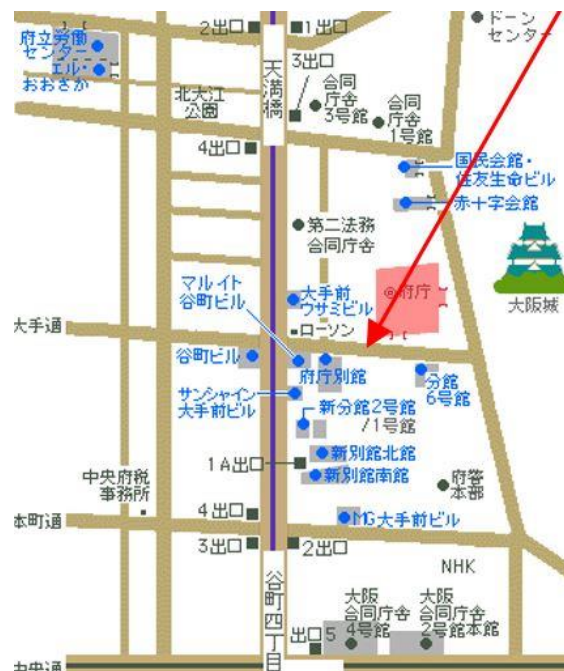 ドーン
センター
2出口
1出口
府立労働
センター
エル・
おおさか
天満橋
3出口
合同
庁舎
3号館
合同
庁舎
1号館
北大江
公園
4出口
国民会館・
住友生命ビル
赤十字会館
第二法務
合同庁舎
マルイト
谷町ビル
大手前
ウサミビル
@府庁
大阪城
大手通
ローソン
谷町ビル
府庁別館
分館
6号館
サンシャイン
大手前ビル
新分館2号館
/1号館
新別館北館
1A出口
新別館南館
中央府税
事務所
府警
本部
4出口
本町通
MG大手前ビル
3出口
2出口
NHK
谷町四丁目
大阪
合同庁舎
4号館
大阪
合同庁舎
2号館本館
出口5
中央通